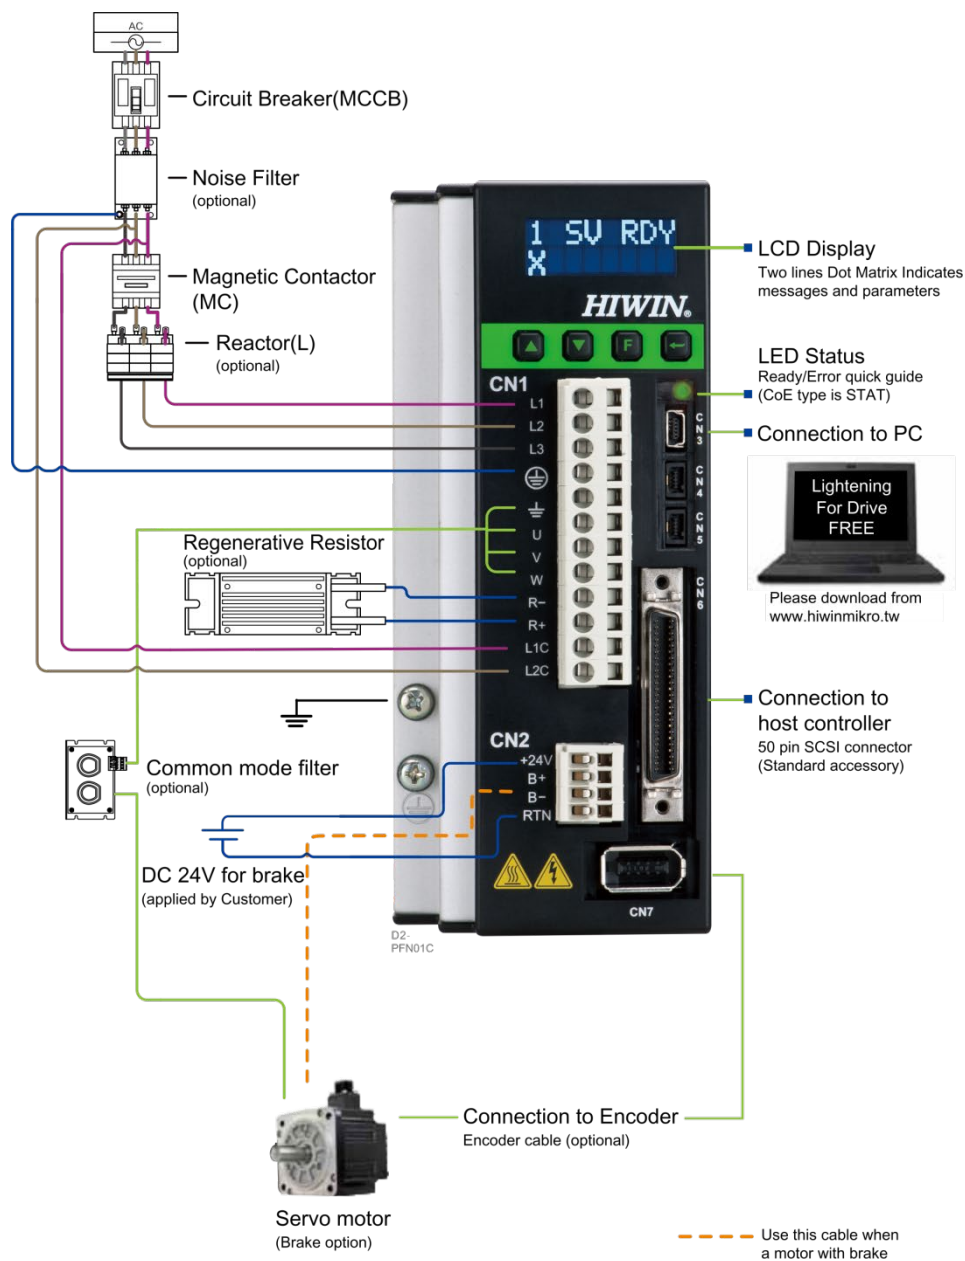 AC
Circuit Breaker(MCCB)
Noise Filter
(optional)
Magnetic Contactor
(MC)
Reactor(L)
(optional)
1 SV RDY
X
HIWIN®
F
LCD Display
Two lines Dot Matrix Indicates
messages and parameters
LED Status
Ready/Error quick guide
(CoE type is STAT)
Connection to PC
Lightening
For Drive
FREE
Please download from
www.hiwinmikro.tw
CN1
L1
L2
L3
U
V
W
R−
R+
L1C
L2C
CN3
CN4
CN5
CN6
Regenerative Resistor
(optional)
Connection to
host controller
50 pin SCSI connector
(Standard accessory)
CN2
+24V
B+
B−
RTN
Common mode filter
(optional)
DC 24V for brake
(applied by Customer)
CN7
D2-
PFN01C
Connection to Encoder
Encoder cable (optional)
Servo motor
(Brake option)
Use this cable when
a motor with brake